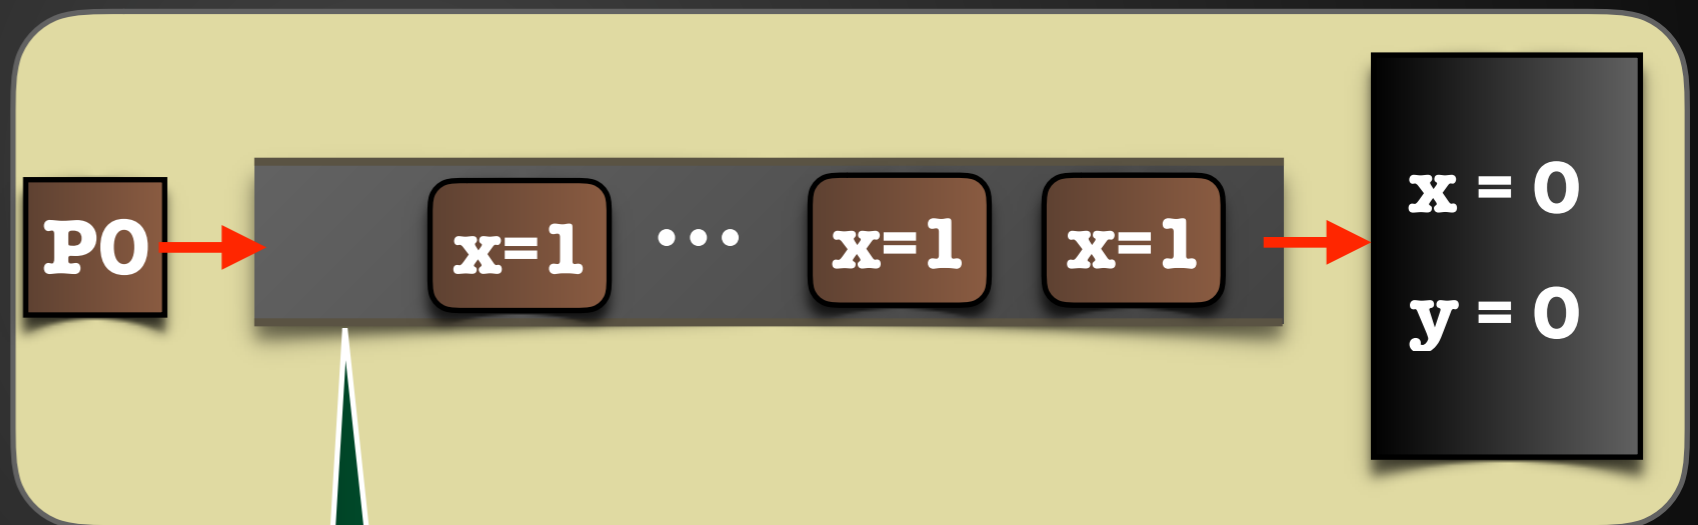 P0
x=1
...
x=1
x=1
x = 0
y = 0